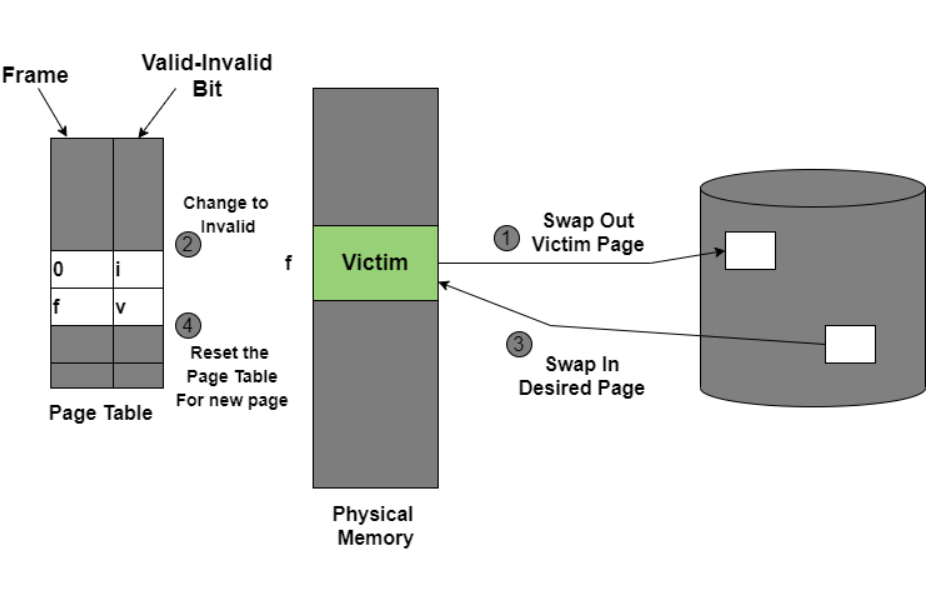 Frame
Valid-Invalid
Bit
Change to
Invalid
2
0 i
f v
4
Reset the
Page Table
For new page
Page Table
f
Victim
Physical
Memory
1
Swap Out
Victim Page
3
Swap In
Desired Page